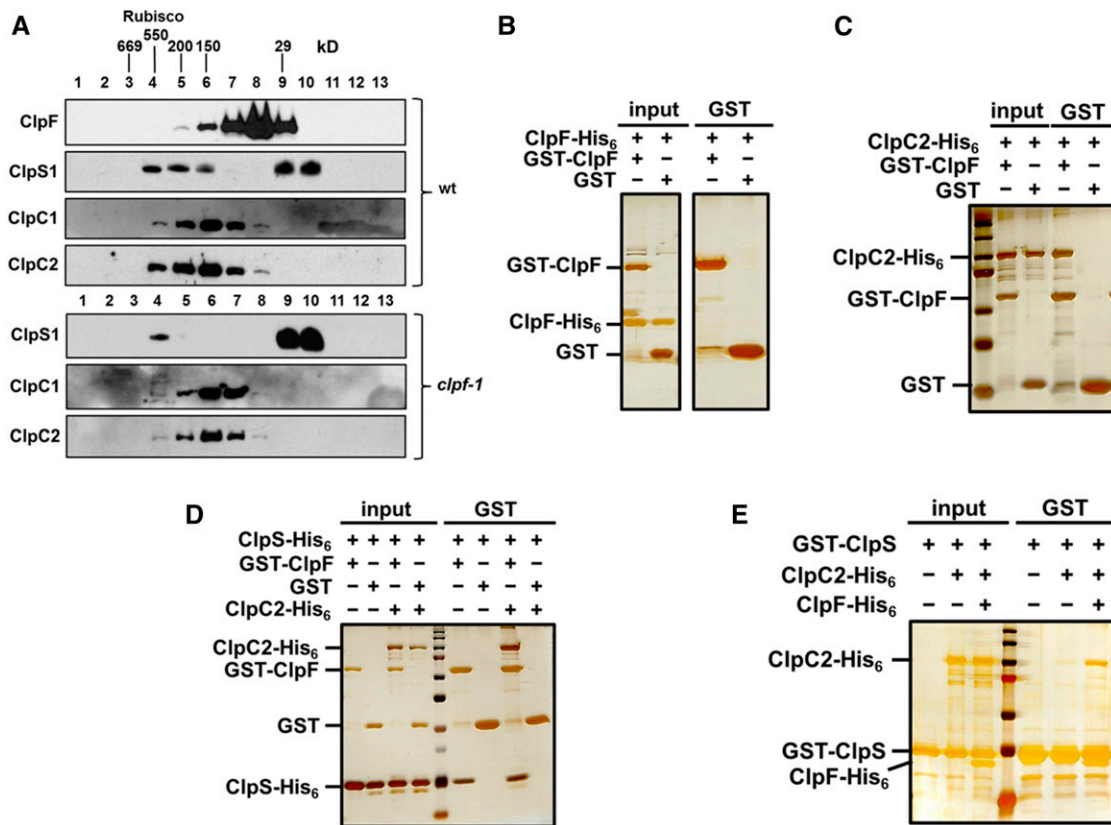 A
Rubisco
669 550 200 150 29 kD
1 2 3 4 5 6 7 8 9 10 11 12 13
ClpF
ClpS1
ClpC1
ClpC2
wt
1 2 3 4 5 6 7 8 9 10 11 12 13
ClpS1
ClpC1
ClpC2
clpf-1
B
input GST
ClpF-His₆ + + + +
GST-ClpF + − + −
GST − + − +
GST-ClpF
ClpF-His₆
GST
C
input GST
ClpC2-His₆ + + + +
GST-ClpF + − + −
GST − + − +
ClpC2-His₆
GST-ClpF
GST
D
input GST
ClpS-His₆ + + + + + + + +
GST-ClpF + − + − + − + −
GST − + − + − + − +
ClpC2-His₆ − − + + − − + +
ClpC2-His₆
GST-ClpF
GST
ClpS-His₆
E
input GST
GST-ClpS + + + + + +
ClpC2-His₆ − + + − + +
ClpF-His₆ − − + − − +
ClpC2-His₆
GST-ClpS
ClpF-His₆